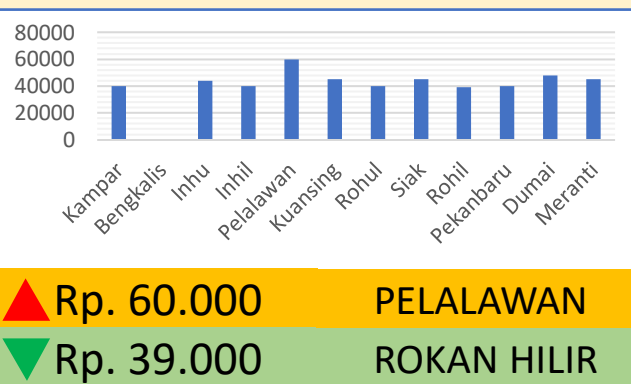 80000
60000
40000
20000
0
Kampar
Bengkalis
Inhu
Inhil
Pelalawan
Kuansing
Rohul
Siak
Rohil
Pekanbaru
Dumai
Meranti
Rp. 60.000 PELALAWAN
Rp. 39.000 ROKAN HILIR